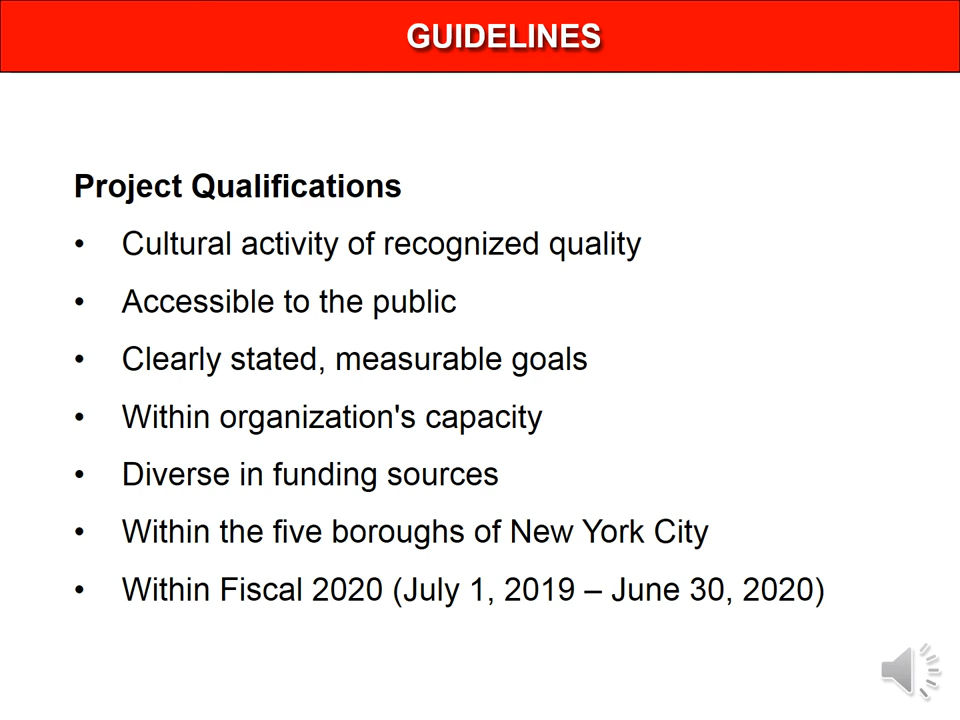 GUIDELINES
Project Qualifications
• Cultural activity of recognized quality
• Accessible to the public
• Clearly stated, measurable goals
• Within organization's capacity
• Diverse in funding sources
• Within the five boroughs of New York City
• Within Fiscal 2020 (July 1, 2019 – June 30, 2020)